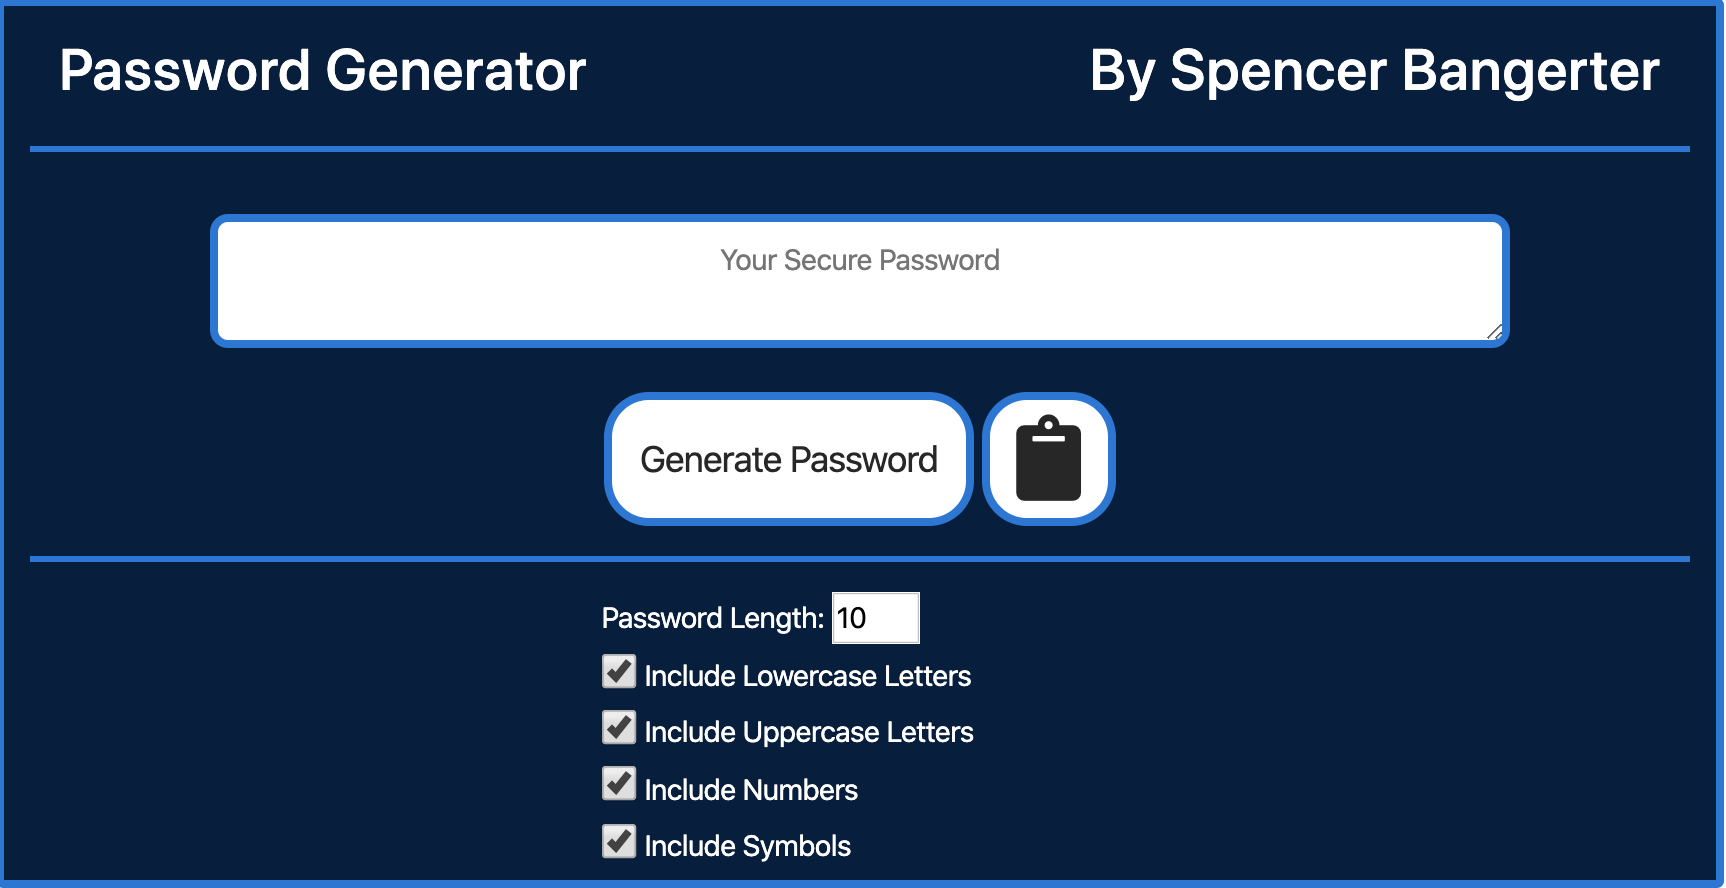 Password Generator
By Spencer Bangerter
Your Secure Password
Generate Password
Password Length: 10
Include Lowercase Letters
Include Uppercase Letters
Include Numbers
Include Symbols